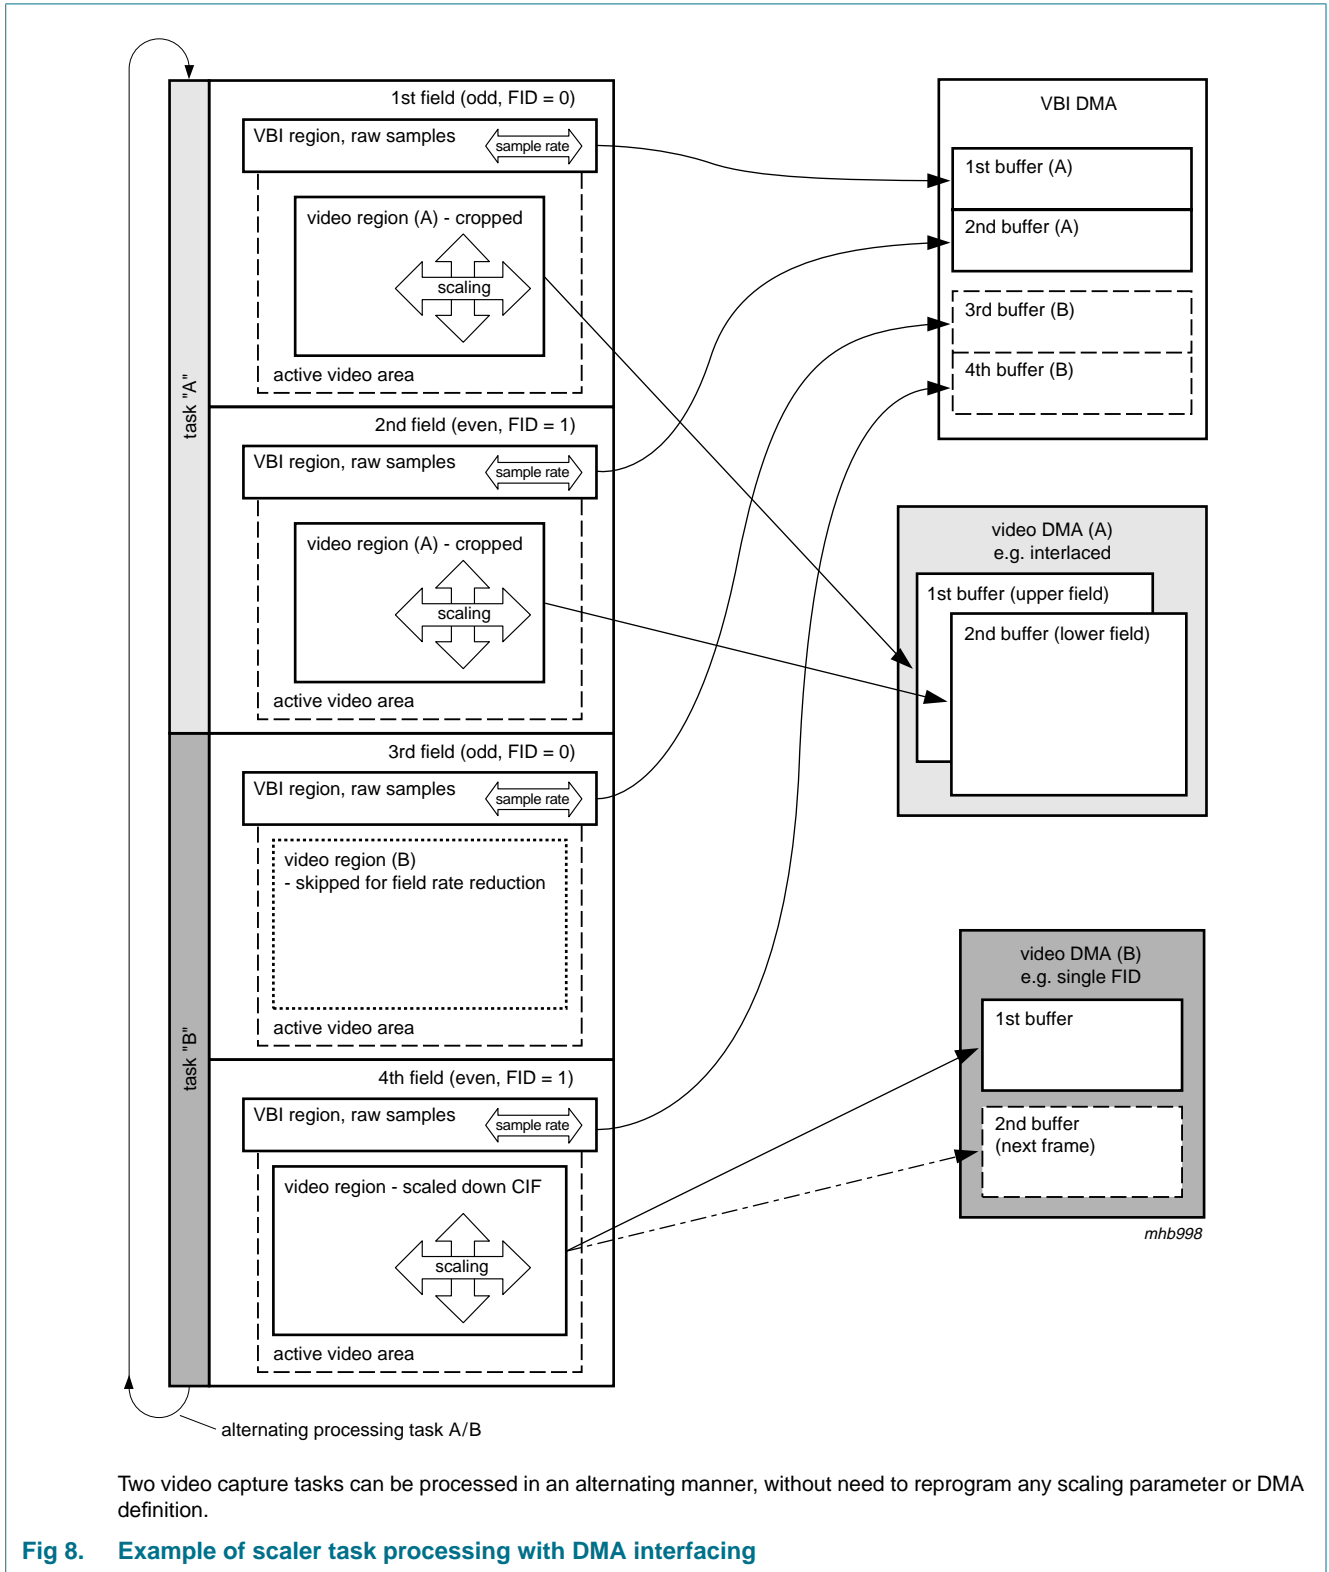 1st field (odd, FID = 0)
VBI region, raw samples
sample rate
video region (A) - cropped
scaling
active video area
task "A"
2nd field (even, FID = 1)
VBI region, raw samples
sample rate
video region (A) - cropped
scaling
active video area
3rd field (odd, FID = 0)
VBI region, raw samples
sample rate
video region (B)
- skipped for field rate reduction
active video area
task "B"
4th field (even, FID = 1)
VBI region, raw samples
sample rate
video region - scaled down CIF
scaling
active video area
alternating processing task A/B
VBI DMA
1st buffer (A)
2nd buffer (A)
3rd buffer (B)
4th buffer (B)
video DMA (A)
e.g. interlaced
1st buffer (upper field)
2nd buffer (lower field)
video DMA (B)
e.g. single FID
1st buffer
2nd buffer
(next frame)
mhb998
Two video capture tasks can be processed in an alternating manner, without need to reprogram any scaling parameter or DMA
definition.
Fig 8. Example of scaler task processing with DMA interfacing